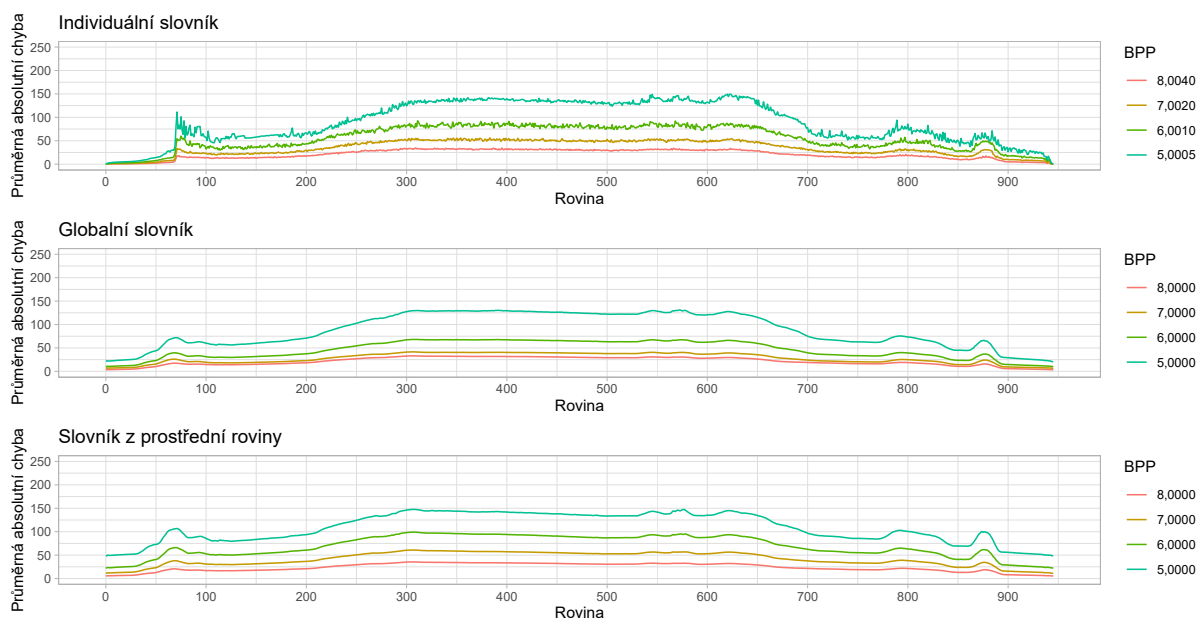 Individuální slovník
Průměrná absolutní chyba
250
200
150
100
50
0
0 100 200 300 400 500 600 700 800 900
Rovina
BPP
8,0040
7,0020
6,0010
5,0005
Globalní slovník
Průměrná absolutní chyba
250
200
150
100
50
0
0 100 200 300 400 500 600 700 800 900
Rovina
BPP
8,0000
7,0000
6,0000
5,0000
Slovník z prostřední roviny
Průměrná absolutní chyba
250
200
150
100
50
0
0 100 200 300 400 500 600 700 800 900
Rovina
BPP
8,0000
7,0000
6,0000
5,0000